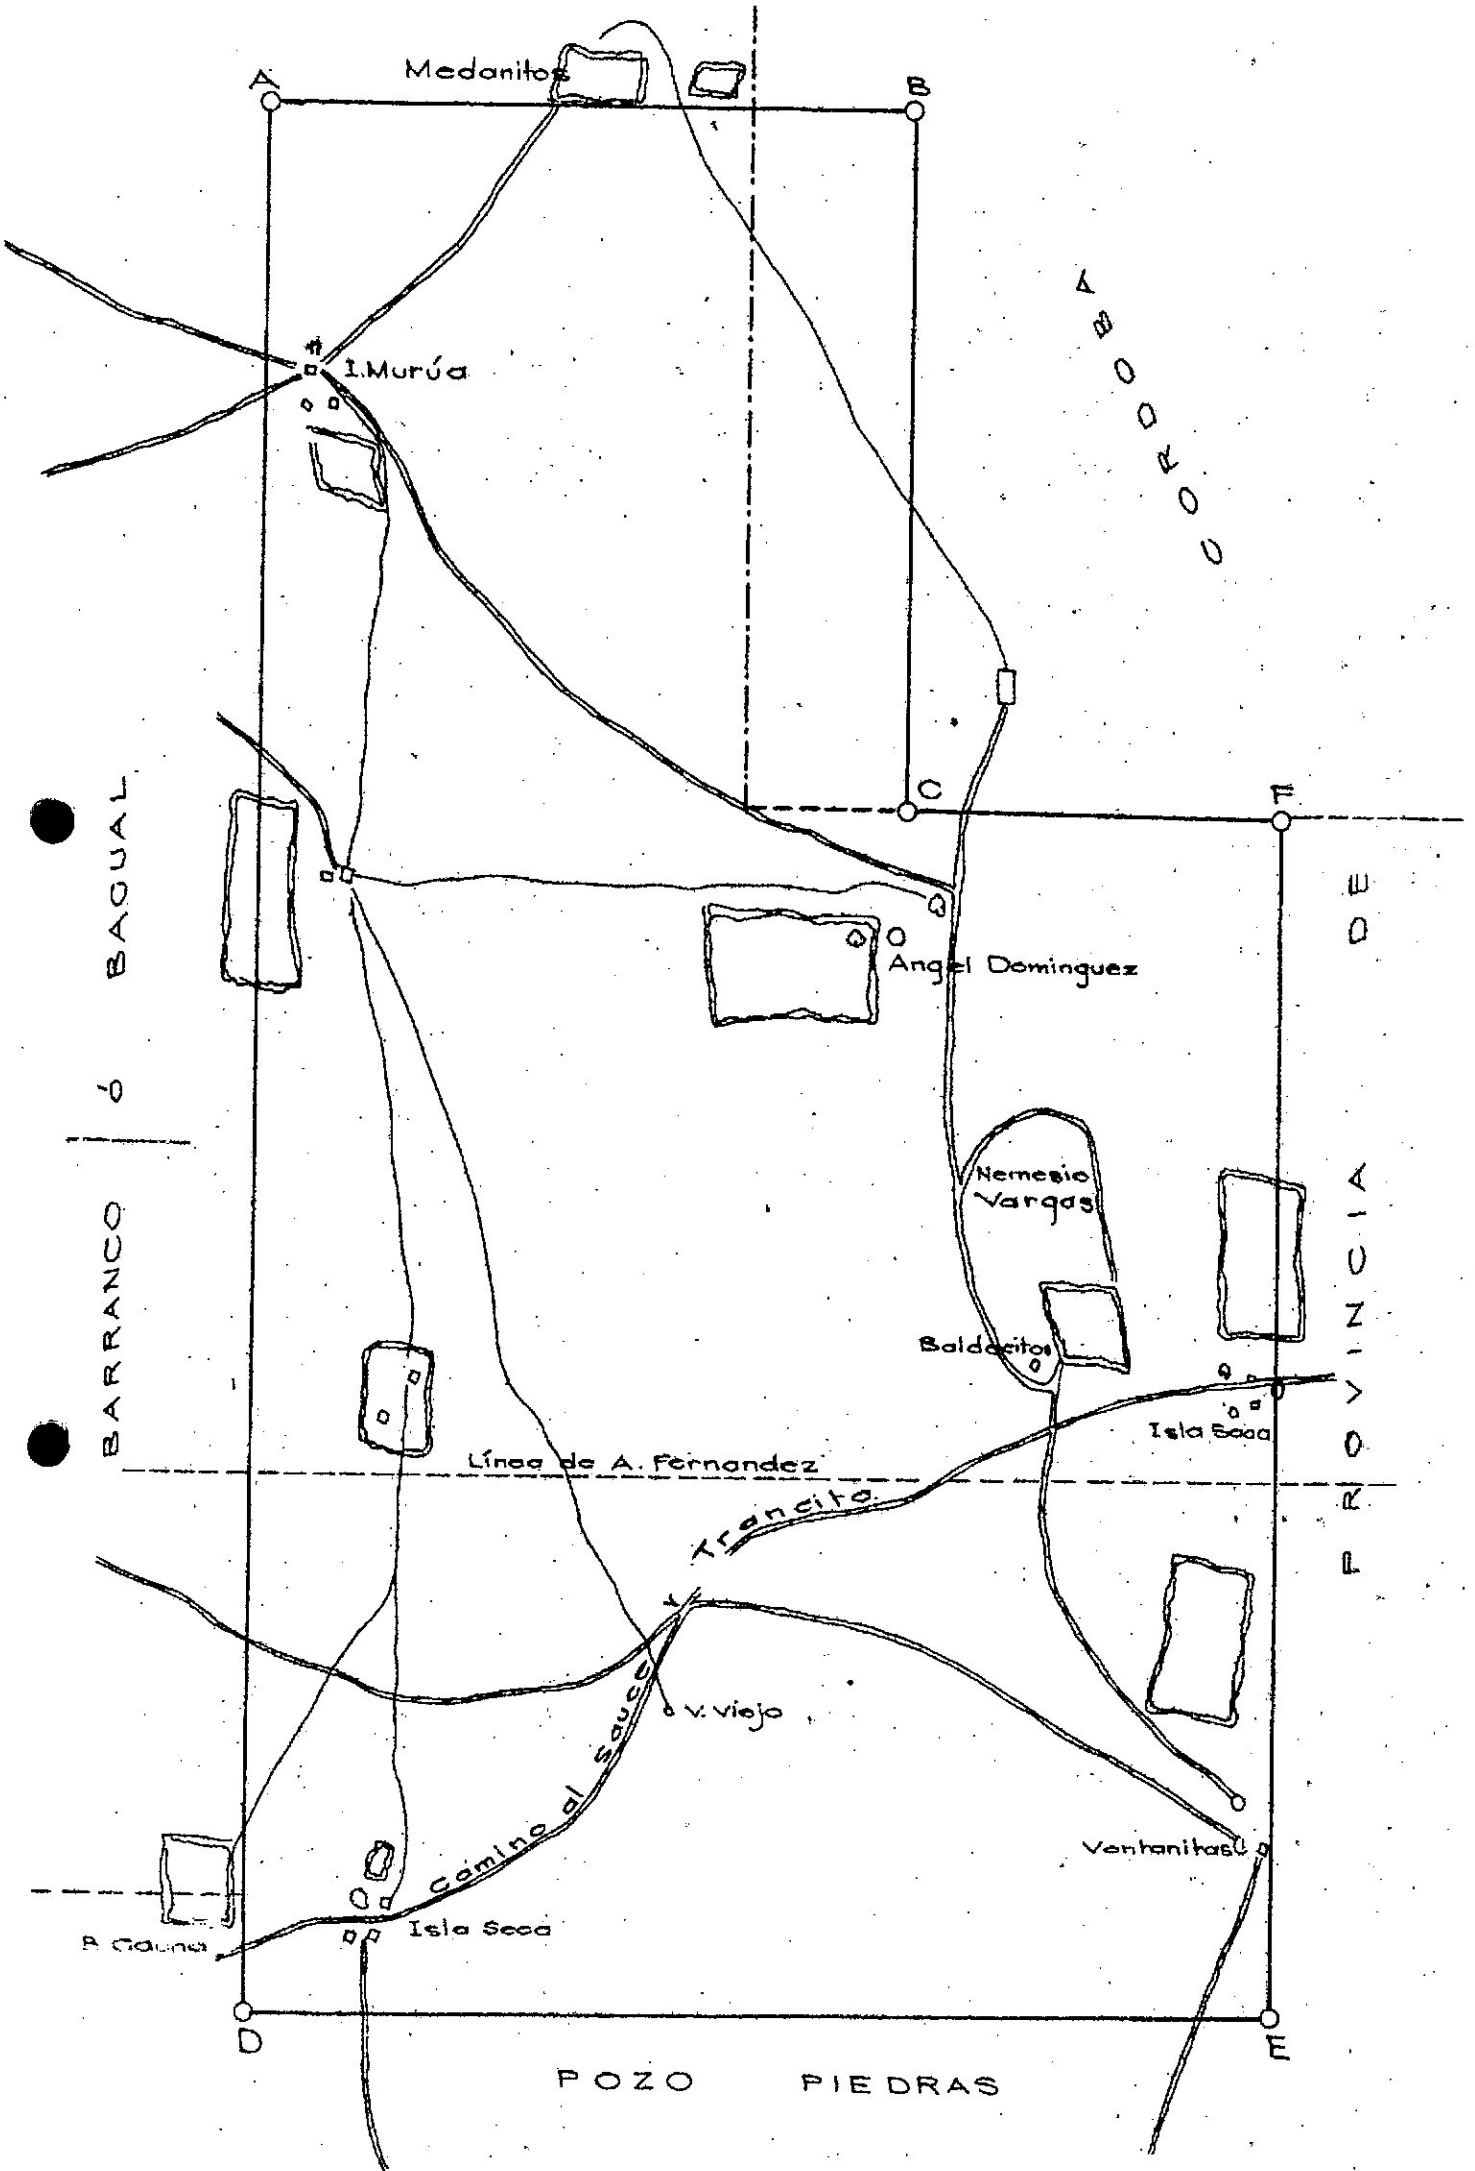 Medanitos
A
B
I. Murúa
CORDOBA
C
F
BARRANCO ó BAGUAL
PROVINCIA DE
Angel Dominguez
Nemesio
Vargas
Baldecitos
Isla Seca
Línea de A. Fernandez
Trancito
Y
Camino al Sauce
V. Viejo
Ventanitas
Isla Seca
D
E
POZO PIEDRAS